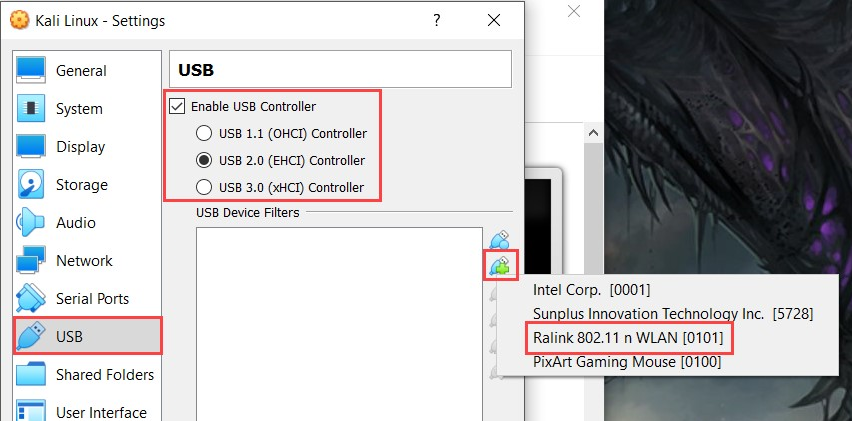 Kali Linux - Settings
?
General
System
Display
Storage
Audio
Network
Serial Ports
USB
Shared Folders
User Interface
USB
Enable USB Controller
USB 1.1 (OHCI) Controller
USB 2.0 (EHCI) Controller
USB 3.0 (xHCI) Controller
USB Device Filters
Intel Corp. [0001]
Sunplus Innovation Technology Inc. [5728]
Ralink 802.11 n WLAN [0101]
PixArt Gaming Mouse [0100]